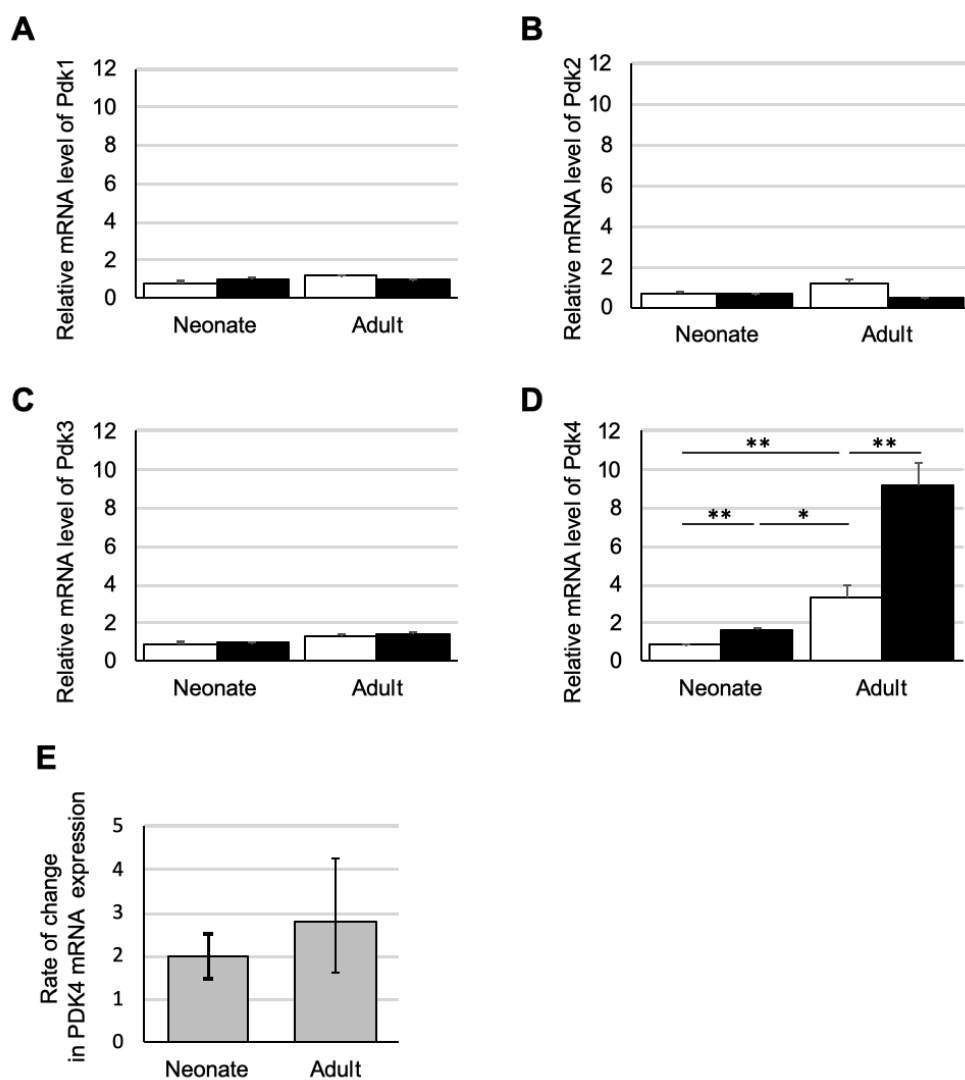 A
Relative mRNA level of Pdk1
12
10
8
6
4
2
0
Neonate Adult
B
Relative mRNA level of Pdk2
12
10
8
6
4
2
0
Neonate Adult
C
Relative mRNA level of Pdk3
12
10
8
6
4
2
0
Neonate Adult
D
Relative mRNA level of Pdk4
12
10
8
6
4
2
0
** **
** *
Neonate Adult
E
Rate of change
in PDK4 mRNA expression
5
4
3
2
1
0
Neonate Adult